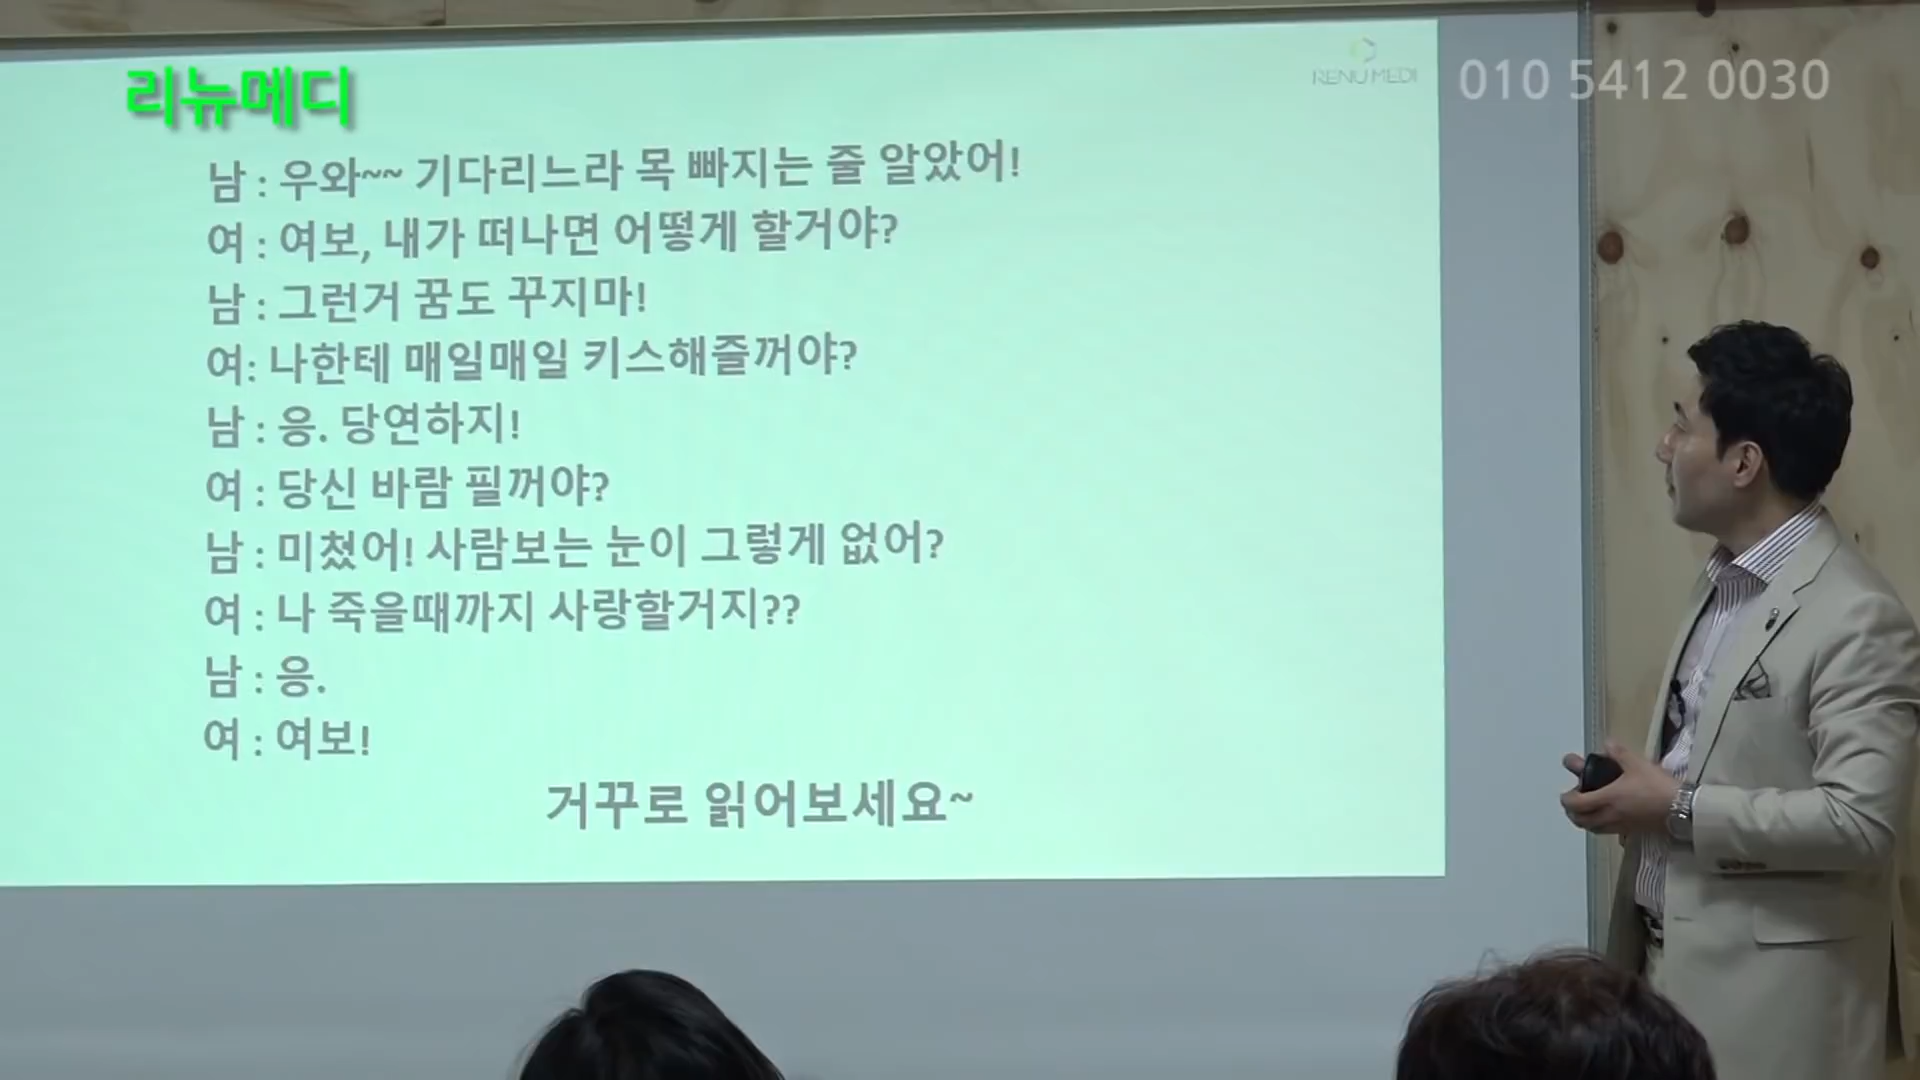 리뉴메디
RENU MEDI
010 5412 0030
남 : 우와~~ 기다리느라 목 빠지는 줄 알았어!
여 : 여보, 내가 떠나면 어떻게 할거야?
남 : 그런거 꿈도 꾸지마!
여: 나한테 매일매일 키스해줄꺼야?
남 : 응. 당연하지!
여 : 당신 바람 필꺼야?
남 : 미쳤어! 사람보는 눈이 그렇게 없어?
여 : 나 죽을때까지 사랑할거지??
남 : 응.
여 : 여보!
거꾸로 읽어보세요~